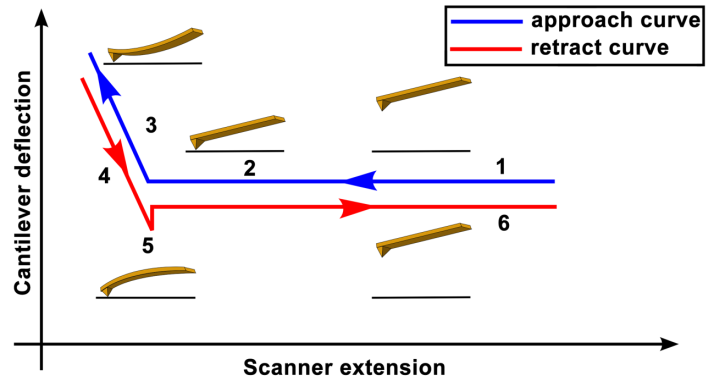 approach curve
retract curve
3
2
1
4
5
6
Cantilever deflection
Scanner extension